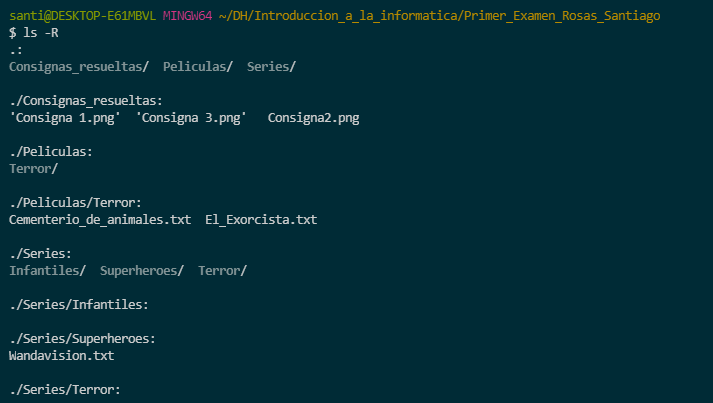 santi@DESKTOP-E61MBVL MINGW64 ~/DH/Introduccion_a_la_informatica/Primer_Examen_Rosas_Santiago
$ ls -R
.:
Consignas_resueltas/  Peliculas/  Series/
./Consignas_resueltas:
'Consigna 1.png'  'Consigna 3.png'   Consigna2.png
./Peliculas:
Terror/
./Peliculas/Terror:
Cementerio_de_animales.txt  El_Exorcista.txt
./Series:
Infantiles/  Superheroes/  Terror/
./Series/Infantiles:
./Series/Superheroes:
Wandavision.txt
./Series/Terror: